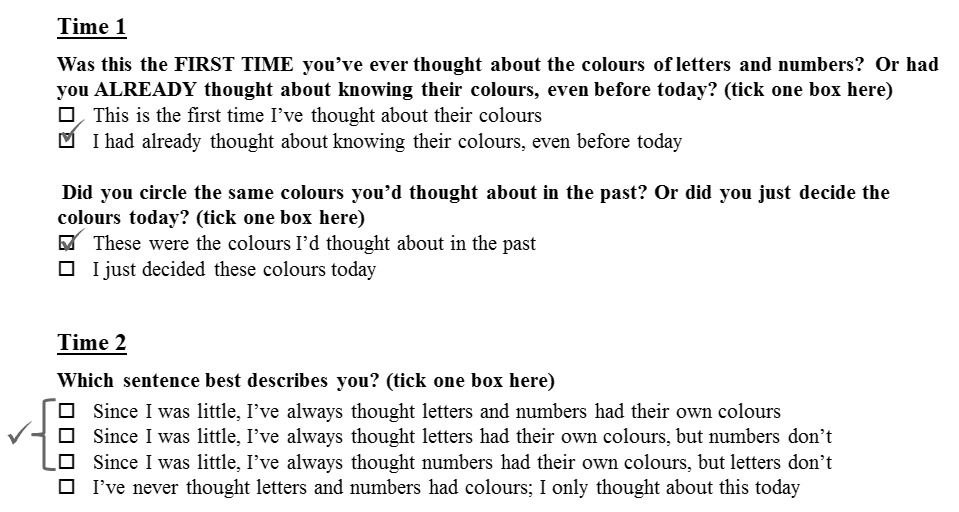 Time 1
Was this the FIRST TIME you've ever thought about the colours of letters and numbers? Or had
you ALREADY thought about knowing their colours, even before today? (tick one box here)
☐ This is the first time I've thought about their colours
☑ I had already thought about knowing their colours, even before today
Did you circle the same colours you'd thought about in the past? Or did you just decide the
colours today? (tick one box here)
☑ These were the colours I'd thought about in the past
☐ I just decided these colours today
Time 2
Which sentence best describes you? (tick one box here)
☐ Since I was little, I've always thought letters and numbers had their own colours
☐ Since I was little, I've always thought letters had their own colours, but numbers don't
☐ Since I was little, I've always thought numbers had their own colours, but letters don't
☐ I've never thought letters and numbers had colours; I only thought about this today